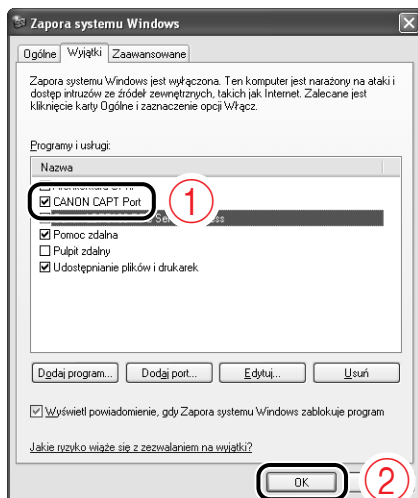 Zapora systemu Windows
Ogólne Wyjątki Zaawansowane
Zapora systemu Windows jest wyłączona. Ten komputer jest narażony na ataki i
dostęp intruzów ze źródeł zewnętrznych, takich jak Internet. Zalecane jest
kliknięcie karty Ogólne i zaznaczenie opcji Włącz.
Programy i usługi:
Nazwa
CANON CAPT Port
1
Pomoc zdalna
Pulpit zdalny
Udostępnianie plików i drukarek
Dodaj program... Dodaj port... Edytuj... Usuń
Wyświetl powiadomienie, gdy Zapora systemu Windows zablokuje program
Jakie ryzyko wiąże się z zezwalaniem na wyjątki?
OK 2